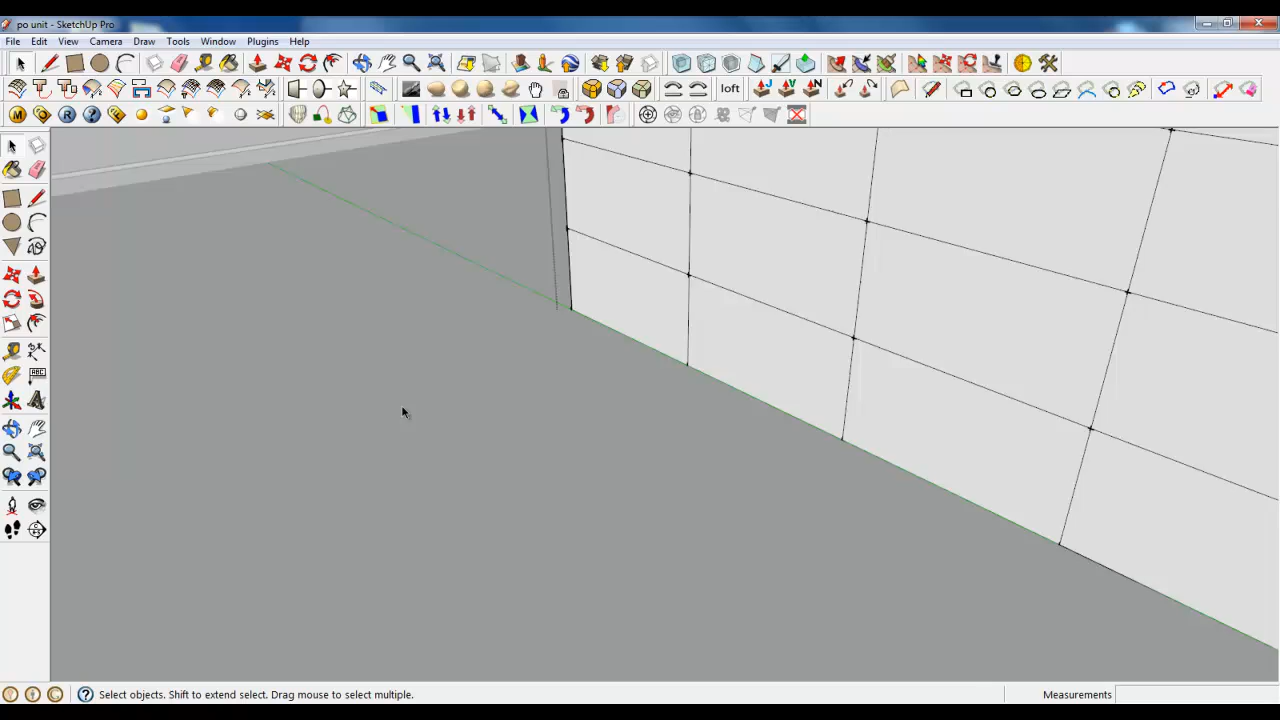 po unit - SketchUp Pro
File Edit View Camera Draw Tools Window Plugins Help
loft
J V N
M R ?
ABC
Select objects. Shift to extend select. Drag mouse to select multiple.
Measurements